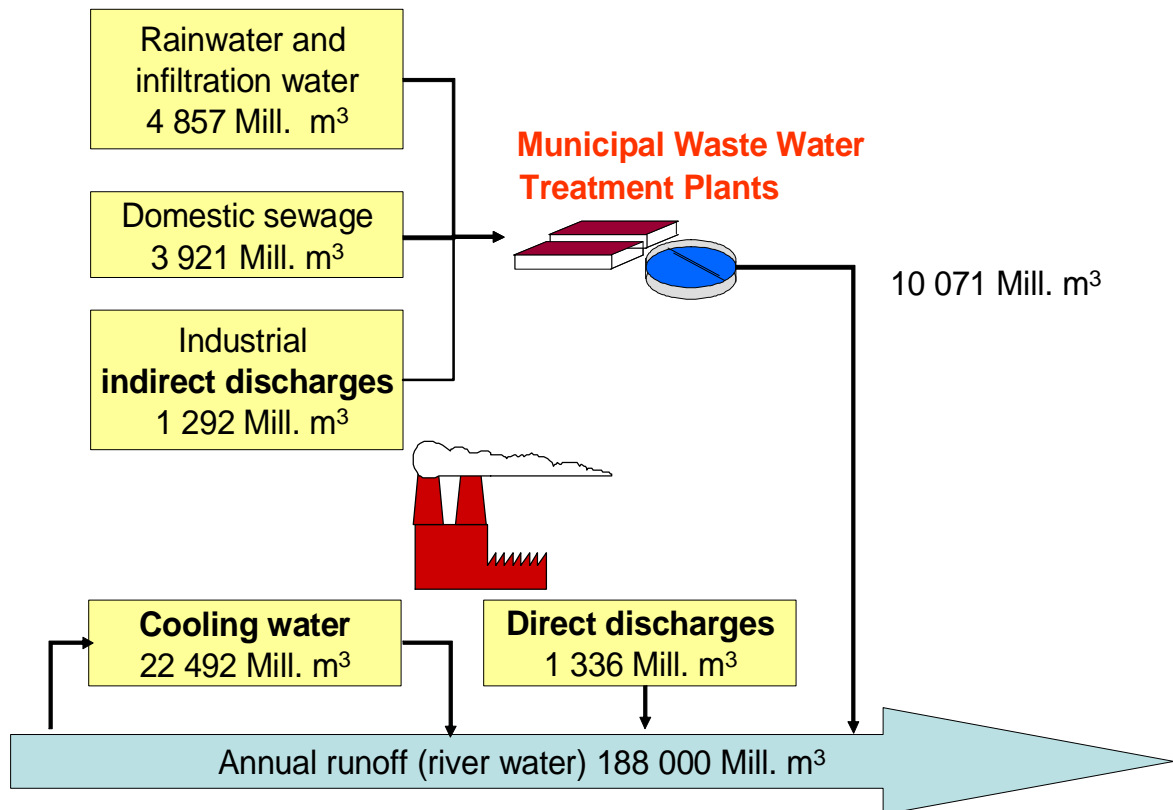 Rainwater and
infiltration water
4 857 Mill. m³
Municipal Waste Water
Treatment Plants
Domestic sewage
3 921 Mill. m³
10 071 Mill. m³
Industrial
indirect discharges
1 292 Mill. m³
Cooling water
22 492 Mill. m³
Direct discharges
1 336 Mill. m³
Annual runoff (river water) 188 000 Mill. m³